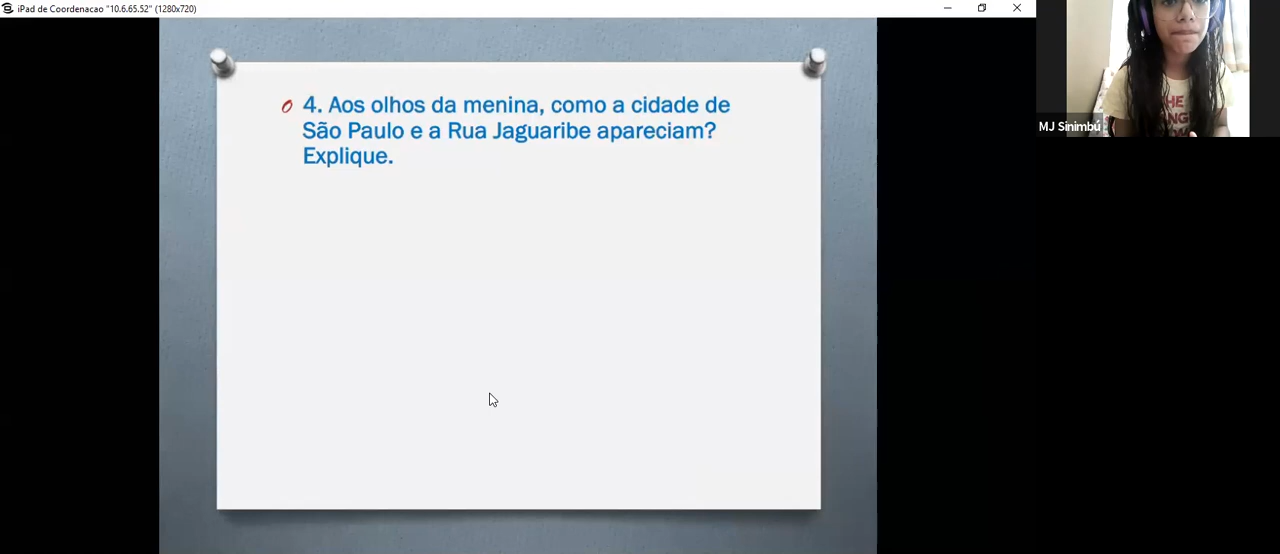 iPad de Coordenacao "10.6.65.52" (1280x720)
4. Aos olhos da menina, como a cidade de
São Paulo e a Rua Jaguaribe apareciam?
Explique.
MJ Sinimbú